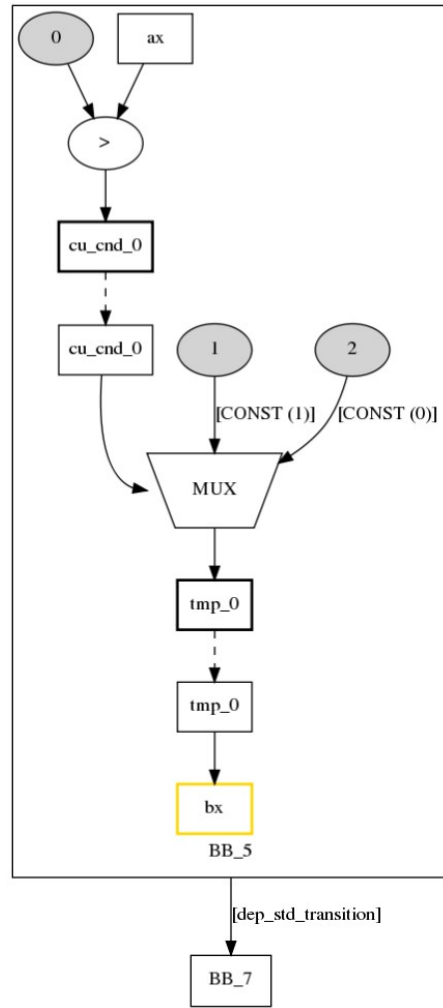 0
ax
>
cu_cnd_0
cu_cnd_0
1
2
[CONST (1)]
[CONST (0)]
MUX
tmp_0
tmp_0
bx
BB_5
[dep_std_transition]
BB_7